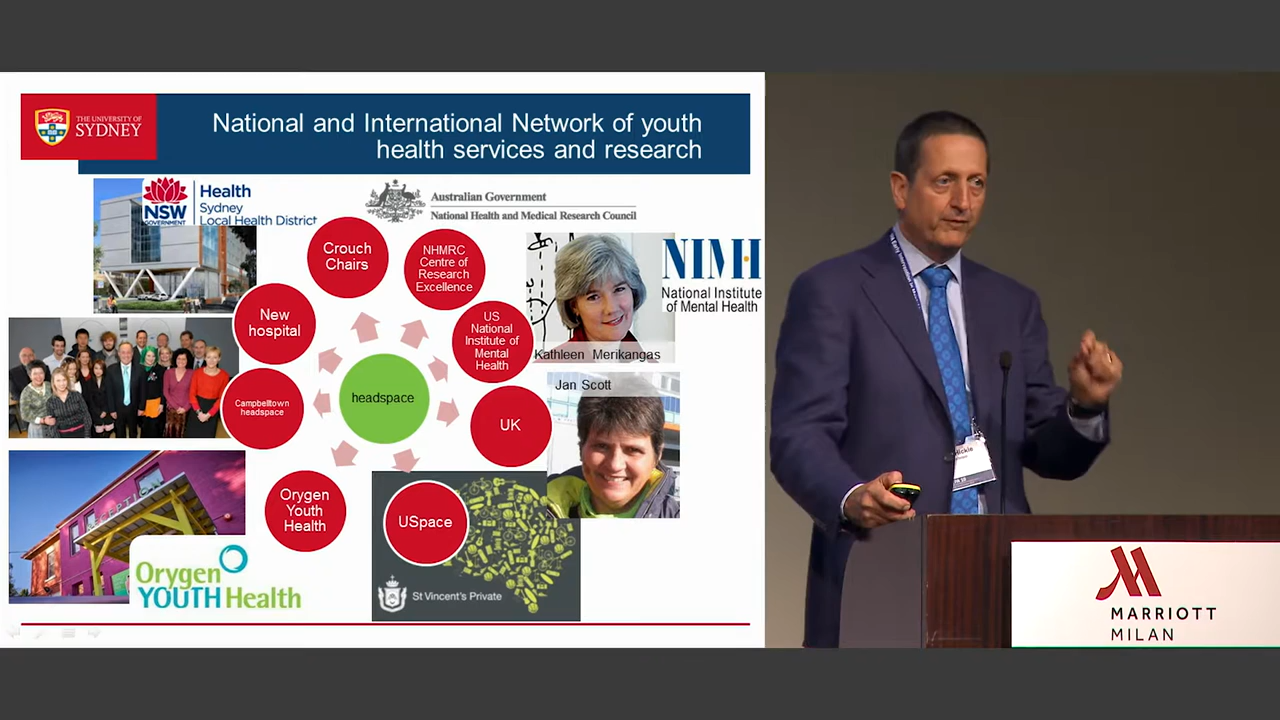 THE UNIVERSITY OF
SYDNEY
National and International Network of youth
health services and research
NSW
GOVERNMENT
Health
Sydney
Local Health District
Australian Government
National Health and Medical Research Council
Crouch
Chairs
NHMRC
Centre of
Research
Excellence
NIMH
National Institute
of Mental Health
New
hospital
US
National
Institute of
Mental
Health
Kathleen Merikangas
Jan Scott
headspace
Campbelltown
headspace
UK
RECEPTION
Orygen
Youth
Health
USpace
Orygen
YOUTH Health
St Vincent's Private
Hickie
MARRIOTT
MILAN